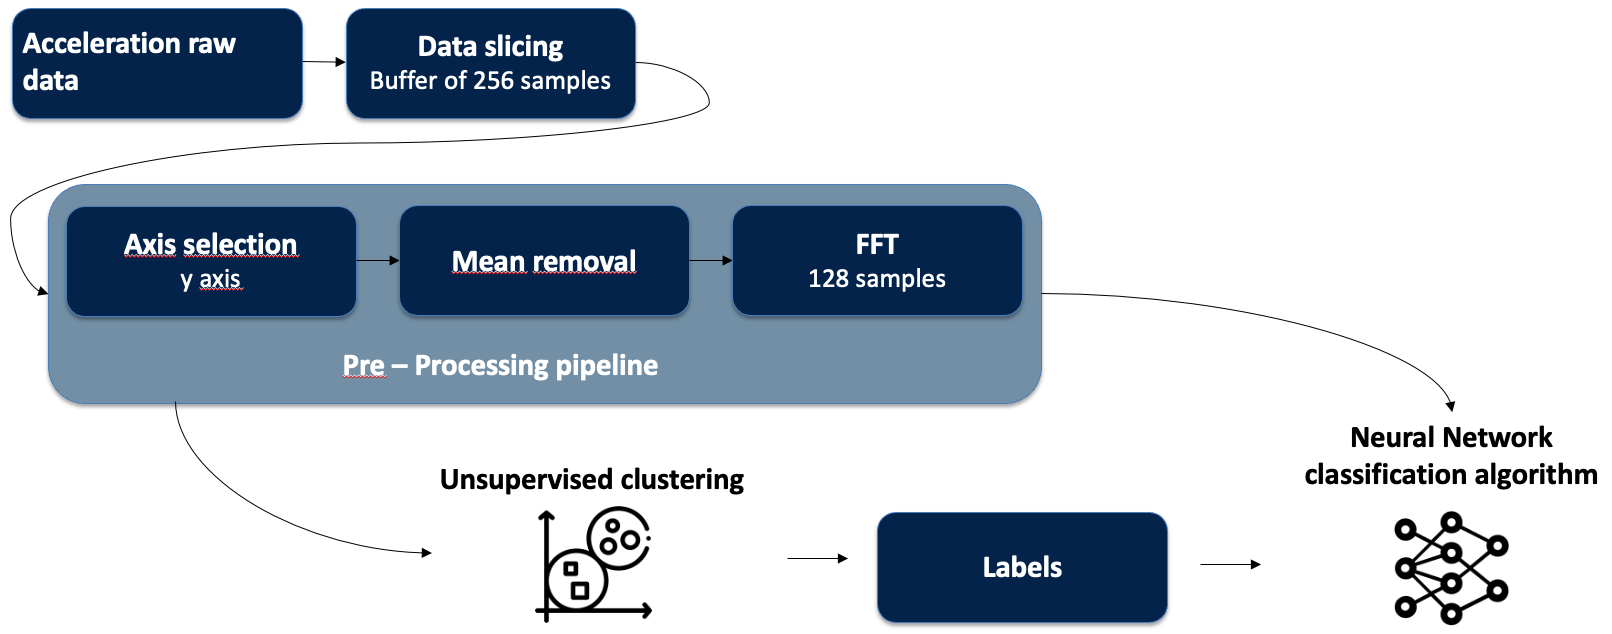 Acceleration raw
data
Data slicing
Buffer of 256 samples
Axis selection
y axis
Mean removal
FFT
128 samples
Pre – Processing pipeline
Unsupervised clustering
Labels
Neural Network
classification algorithm